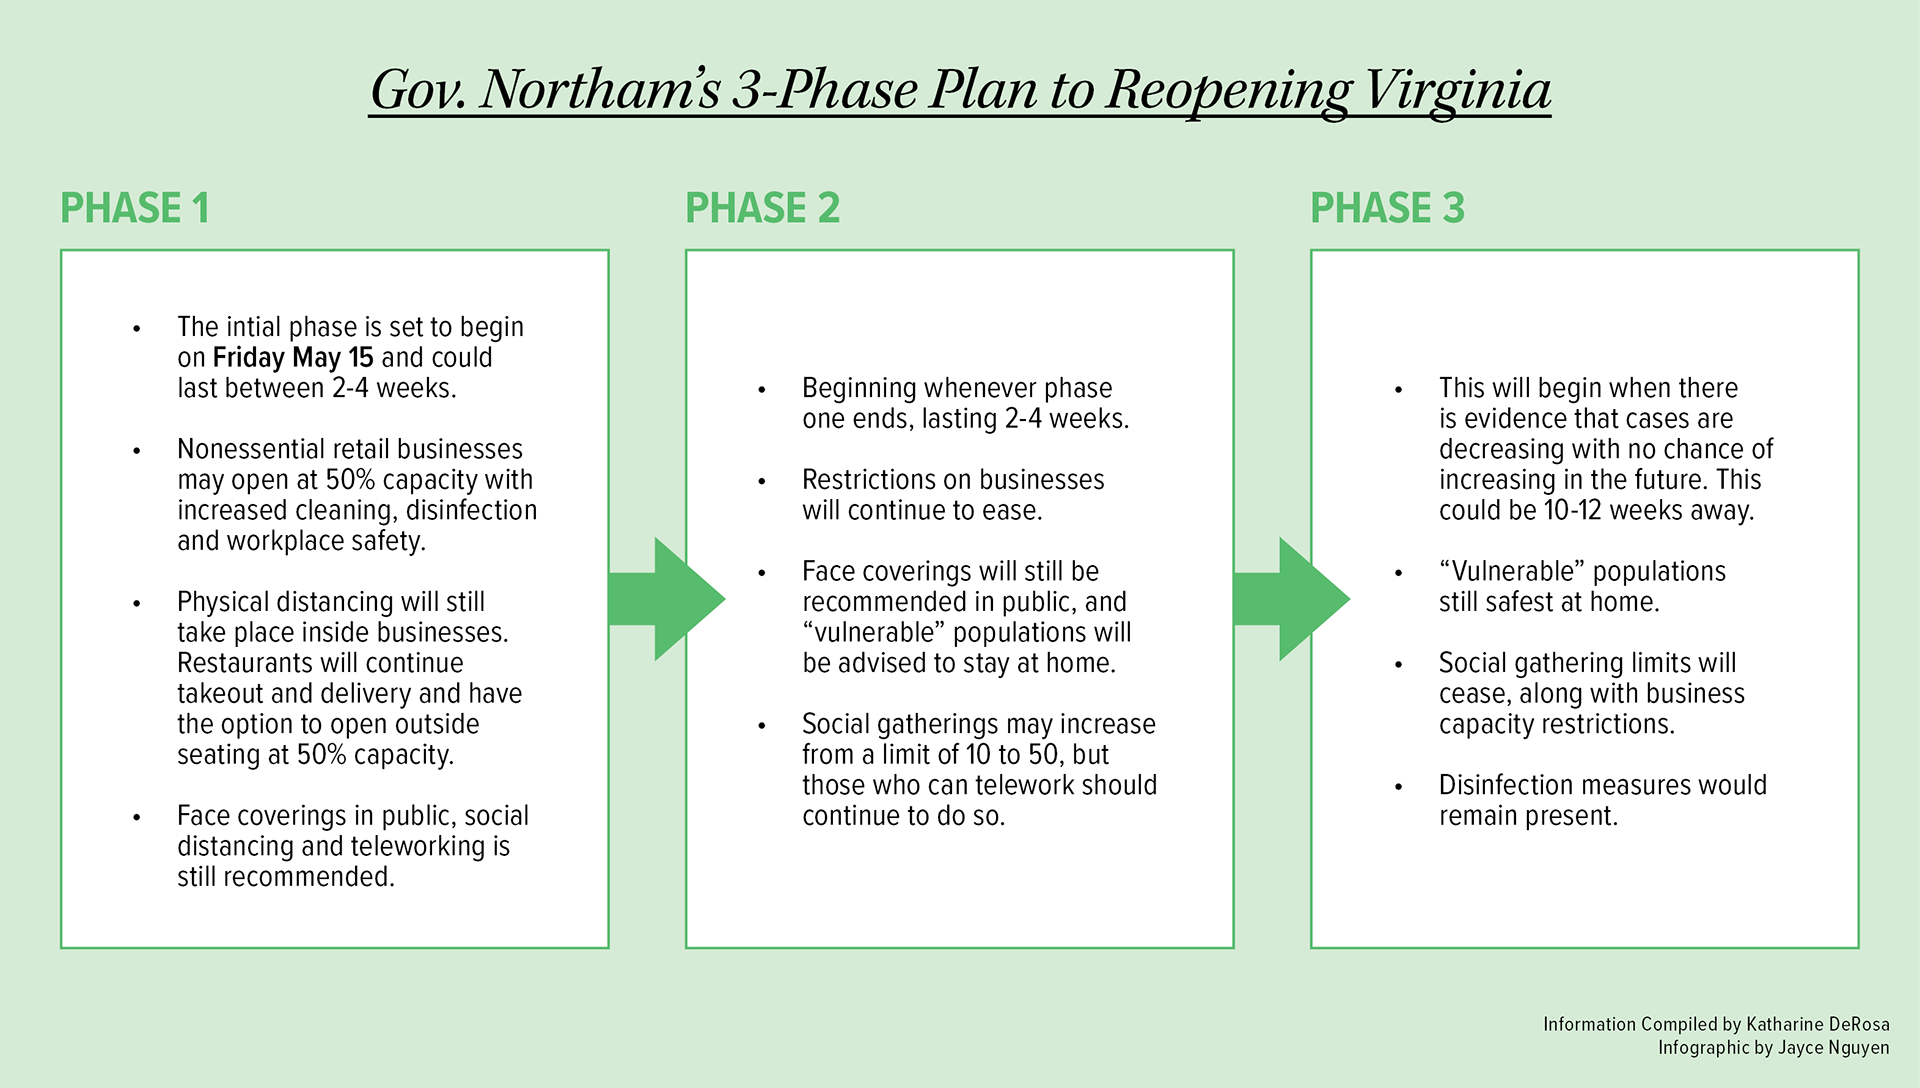 Gov. Northam's 3-Phase Plan to Reopening Virginia
PHASE 1
• The intial phase is set to begin
on Friday May 15 and could
last between 2-4 weeks.
• Nonessential retail businesses
may open at 50% capacity with
increased cleaning, disinfection
and workplace safety.
• Physical distancing will still
take place inside businesses.
Restaurants will continue
takeout and delivery and have
the option to open outside
seating at 50% capacity.
• Face coverings in public, social
distancing and teleworking is
still recommended.
PHASE 2
• Beginning whenever phase
one ends, lasting 2-4 weeks.
• Restrictions on businesses
will continue to ease.
• Face coverings will still be
recommended in public, and
“vulnerable” populations will
be advised to stay at home.
• Social gatherings may increase
from a limit of 10 to 50, but
those who can telework should
continue to do so.
PHASE 3
• This will begin when there
is evidence that cases are
decreasing with no chance of
increasing in the future. This
could be 10-12 weeks away.
• “Vulnerable” populations
still safest at home.
• Social gathering limits will
cease, along with business
capacity restrictions.
• Disinfection measures would
remain present.
Information Compiled by Katharine DeRosa
Infographic by Jayce Nguyen